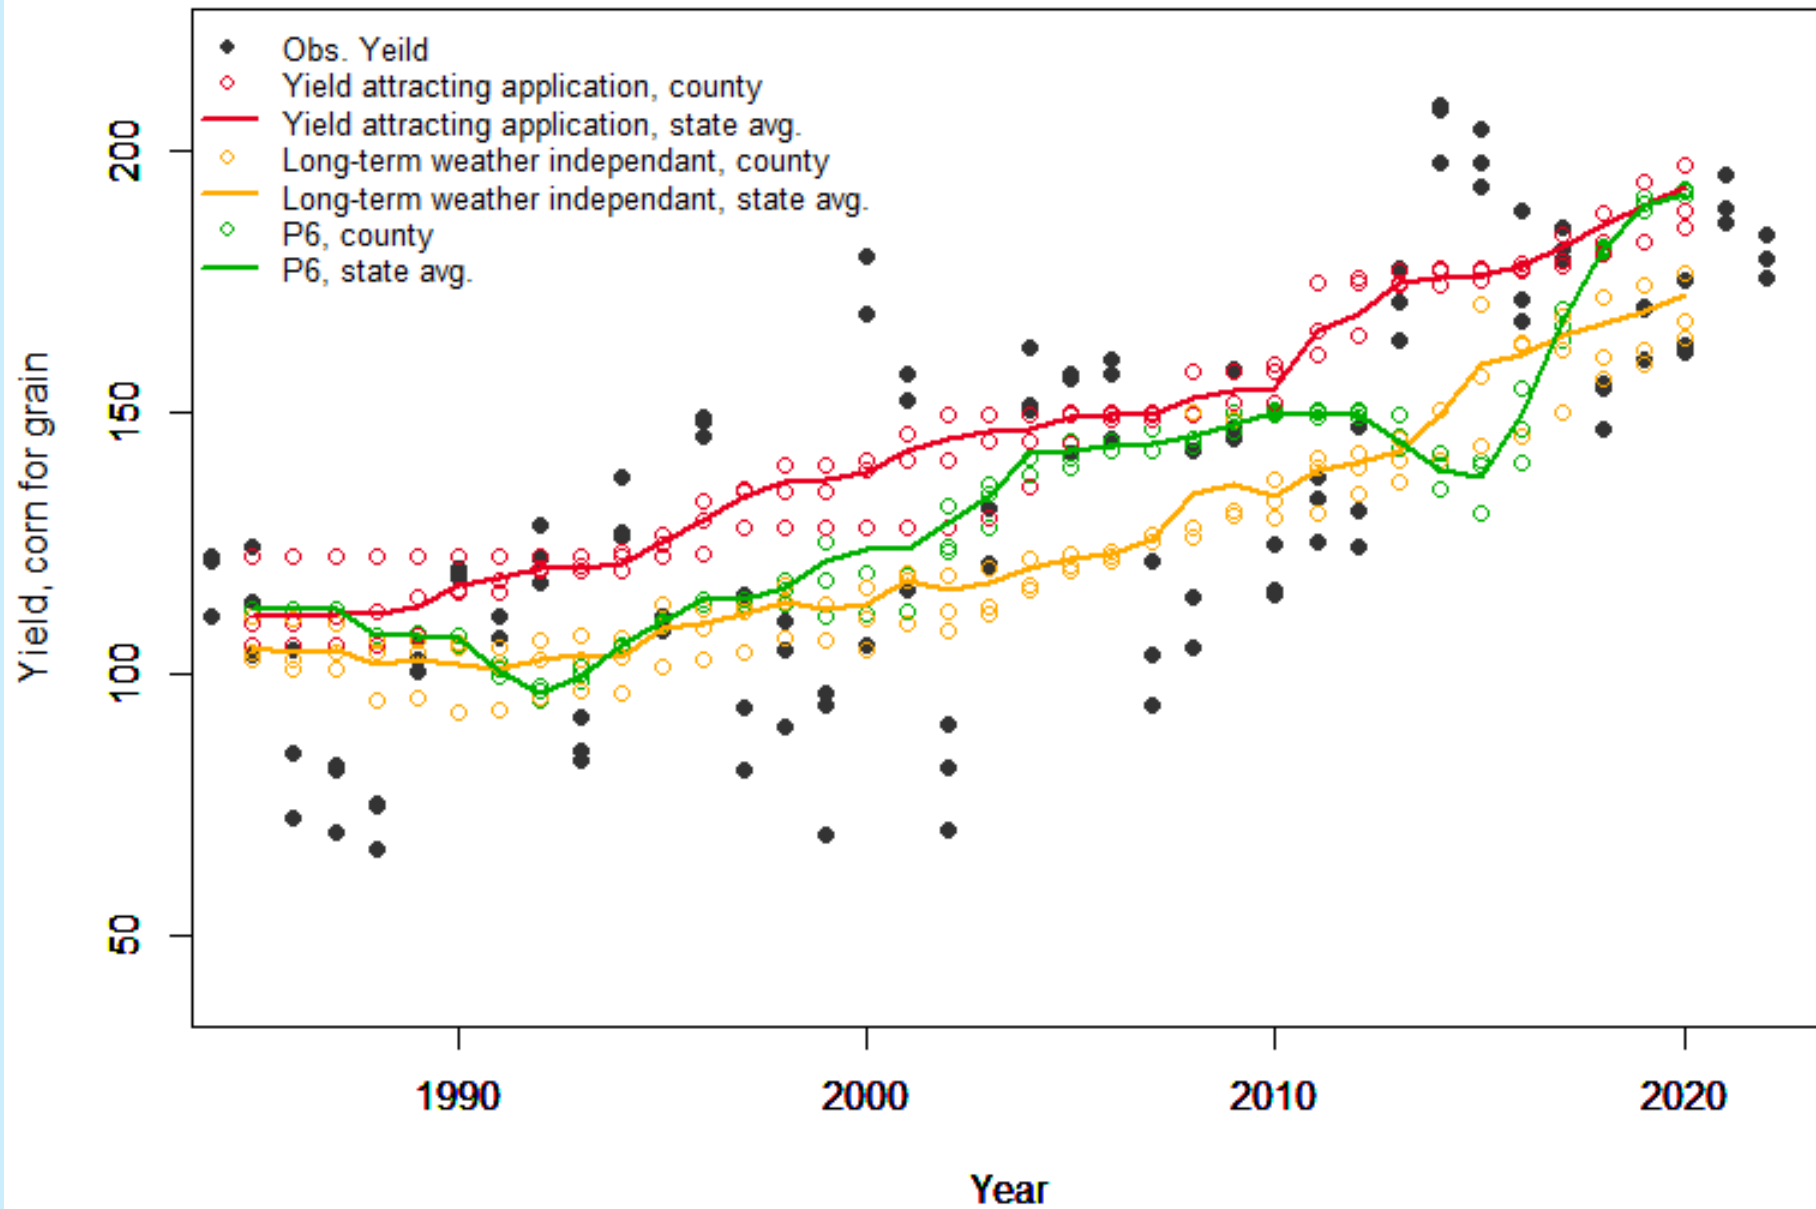 Obs. Yeild
Yield attracting application, county
Yield attracting application, state avg.
Long-term weather independant, county
Long-term weather independant, state avg.
P6, county
P6, state avg.
Yield, corn for grain
200
150
100
50
1990
2000
2010
2020
Year